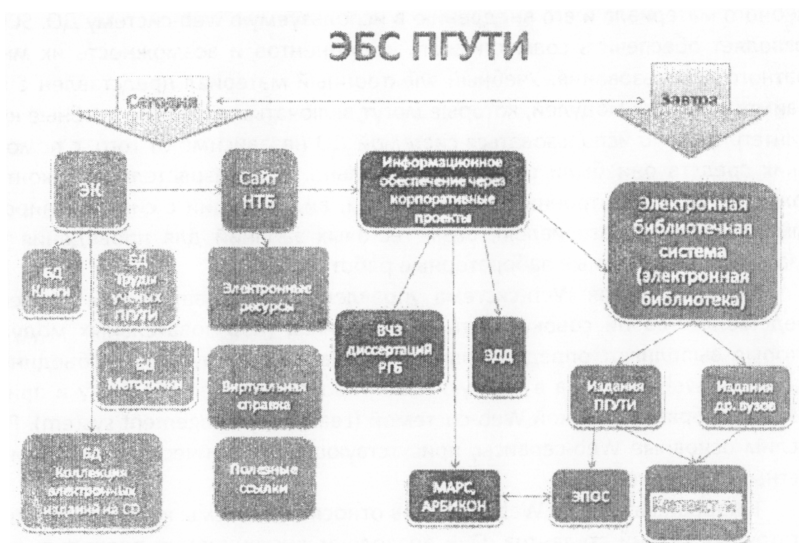 ЭБС ПГУТИ
Сегодня
Завтра
ЭК
Сайт
НТБ
Информационное
обеспечение через
корпоративные
проекты
Электронная
библиотечная
система
(электронная
библиотека)
БД
Книги
БД
Труды
учёных
ПГУТИ
Электронные
ресурсы
ВЧЗ
диссертаций
РГБ
ЭДД
БД
Методички
Виртуальная
справка
Издания
ПГУТИ
Издания
др. вузов
БД
Коллекция
электронных
изданий на CD
Полезные
ссылки
МАРС,
АРБИКОН
ЭПОС